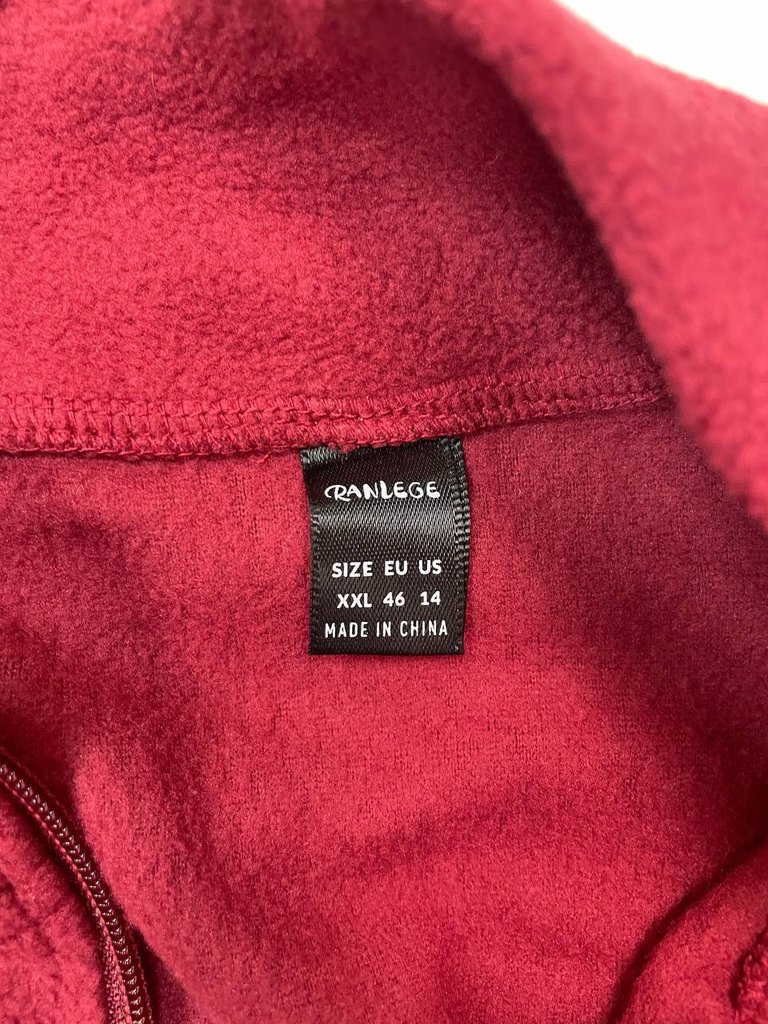 RANLEGE
SIZE EU US
XXL 46 14
MADE IN CHINA